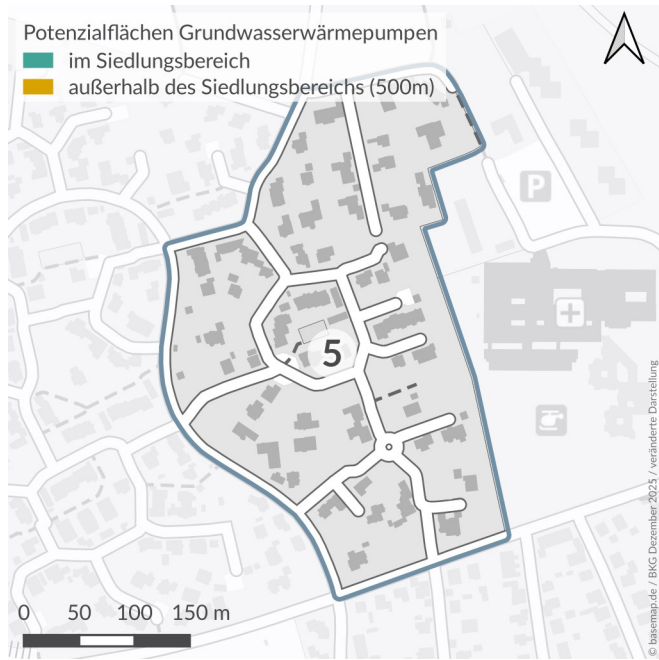 Potenzialflächen Grundwasserwärmepumpen
im Siedlungsbereich
außerhalb des Siedlungsbereichs (500m)
P
5
0 50 100 150 m
© basemap.de / BKG Dezember 2025 / veränderte Darstellung